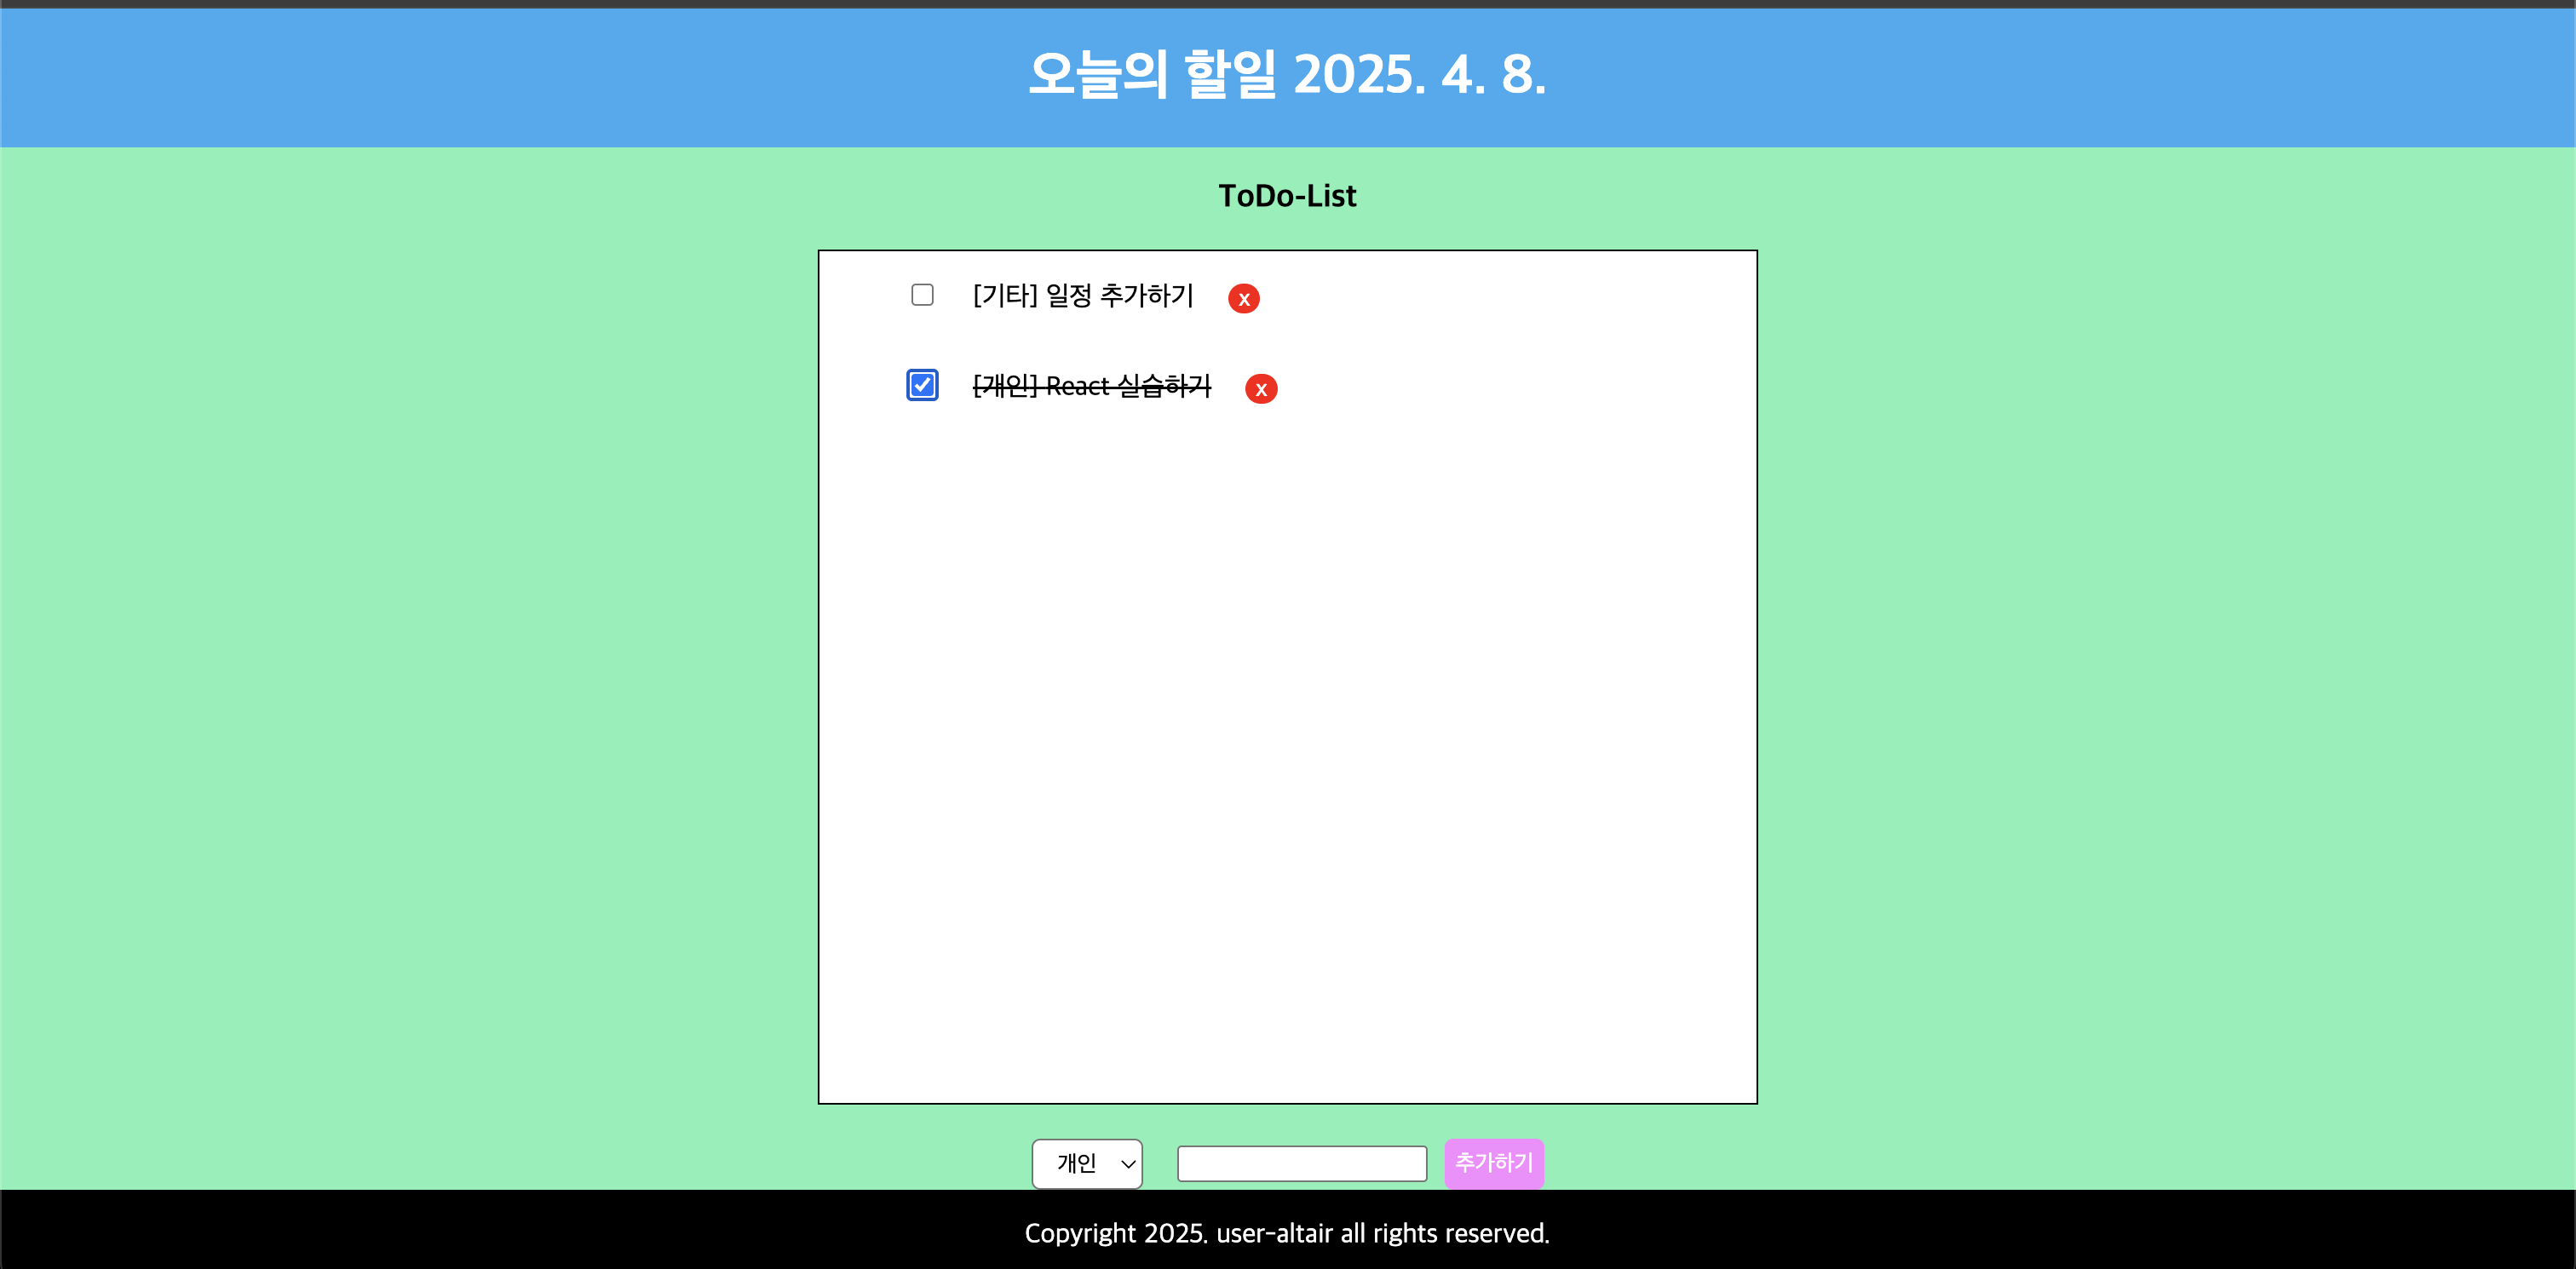 오늘의 할일 2025. 4. 8.
ToDo-List
[기타] 일정 추가하기 x
[개인] React 실습하기 x
개인 추가하기
Copyright 2025. user-altair all rights reserved.